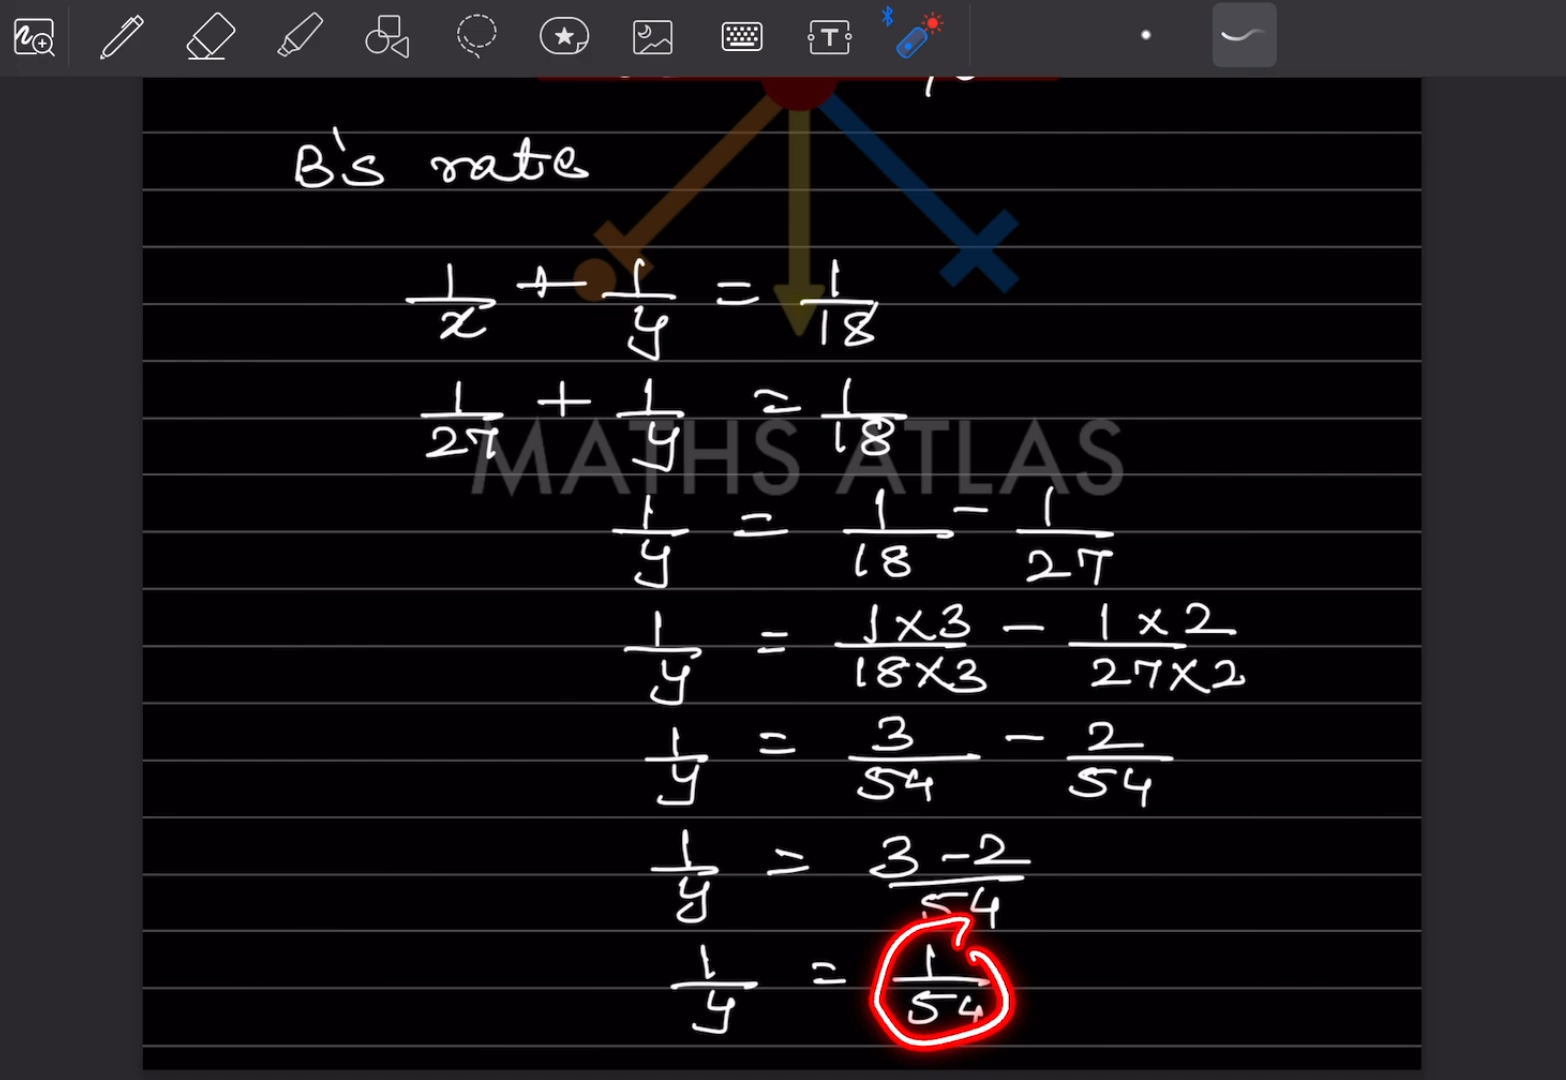 B's rate
1/x + 1/y = 1/18
1/27 + 1/y = 1/18
MATHS ATLAS
1/y = 1/18 - 1/27
1/y = 1×3/18×3 - 1×2/27×2
1/y = 3/54 - 2/54
1/y = 3-2/54
1/y = 1/54